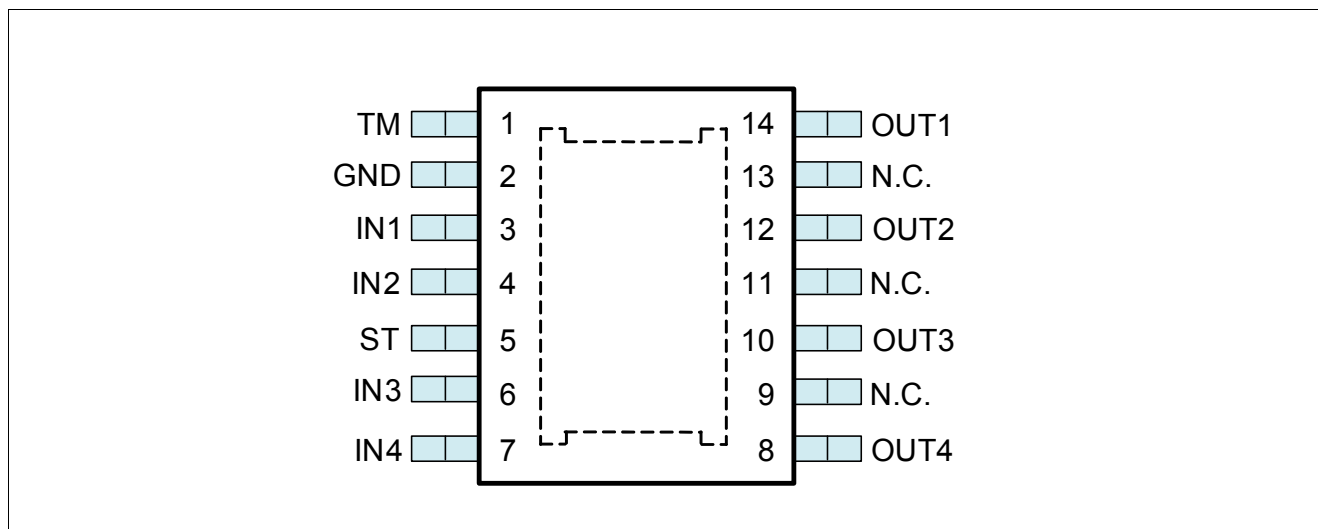 TM 1 14 OUT1
GND 2 13 N.C.
IN1 3 12 OUT2
IN2 4 11 N.C.
ST 5 10 OUT3
IN3 6 9 N.C.
IN4 7 8 OUT4